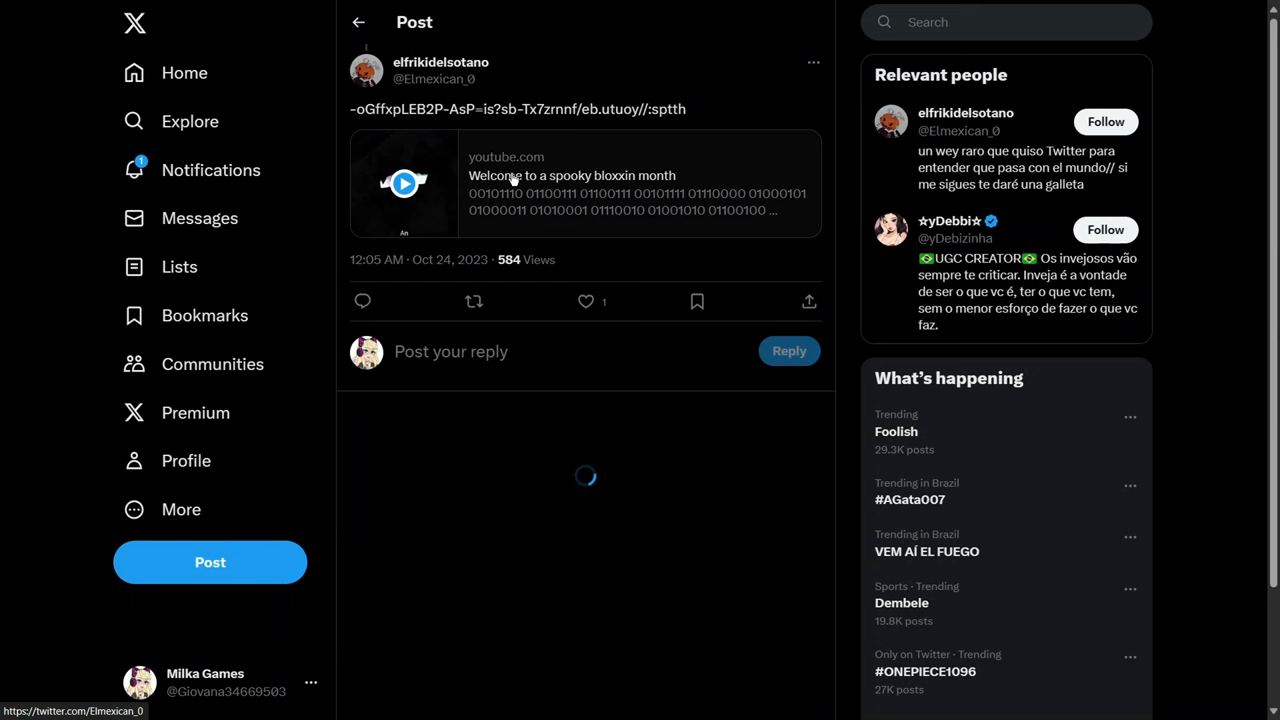 Home
Explore
1
Notifications
Messages
Lists
Bookmarks
Communities
Premium
Profile
More
Post
Milka Games
@Giovana34669503
https://twitter.com/Elmexican_0
Post
elfrikidelsotano
@Elmexican_0
-oGffxpLEB2P-AsP=is?sb-Tx7zrnnf/eb.utuoy//:sptth
An
youtube.com
Welcome to a spooky bloxxin month
00101110 01100111 01100111 00101111 01110000 01000101
01000011 01010001 01110010 01001010 01100100 ...
12:05 AM · Oct 24, 2023 · 584 Views
1
Post your reply
Reply
Search
Relevant people
elfrikidelsotano
@Elmexican_0
Follow
un wey raro que quiso Twitter para
entender que pasa con el mundo// si
me sigues te daré una galleta
☆yDebbi☆
@yDebizinha
Follow
🇧🇷UGC CREATOR🇧🇷 Os invejosos vão
sempre te criticar. Inveja é a vontade
de ser o que vc é, ter o que vc tem,
sem o menor esforço de fazer o que vc
faz.
What's happening
Trending
Foolish
29.3K posts
Trending in Brazil
#AGata007
Trending in Brazil
VEM AÍ EL FUEGO
Sports · Trending
Dembele
19.8K posts
Only on Twitter · Trending
#ONEPIECE1096
27K posts